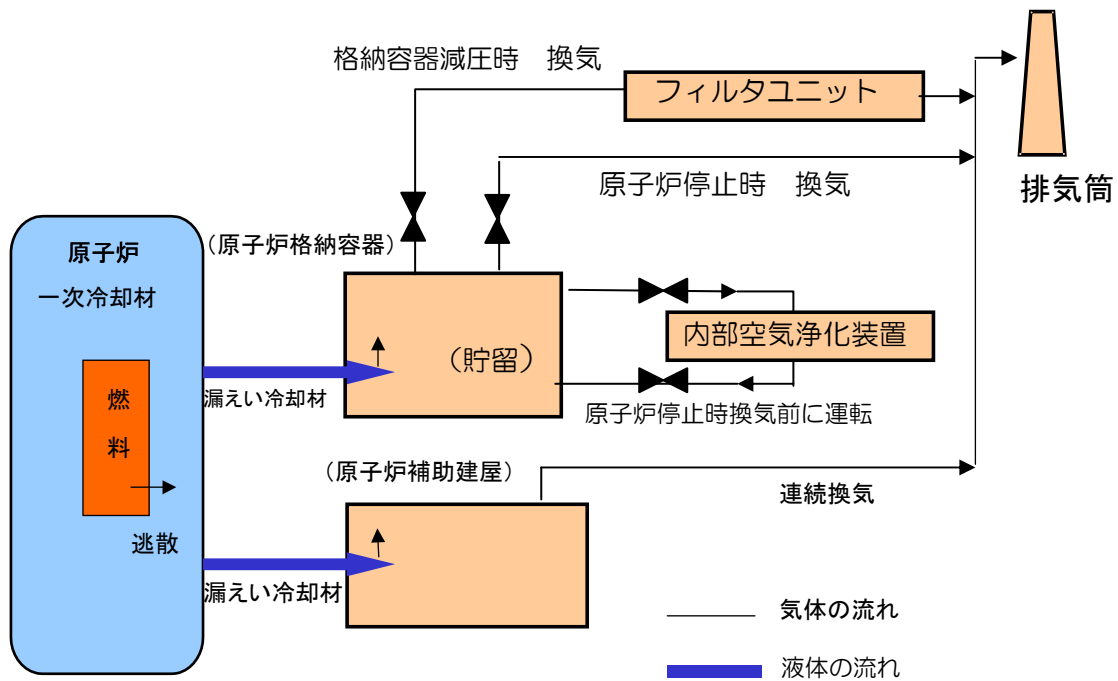 格納容器減圧時 換気
フィルタユニット
原子炉停止時 換気
排気筒
原子炉
一次冷却材
(原子炉格納容器)
(貯留)
内部空気浄化装置
燃
料
漏えい冷却材
原子炉停止時換気前に運転
(原子炉補助建屋)
連続換気
逃散
漏えい冷却材
気体の流れ
液体の流れ